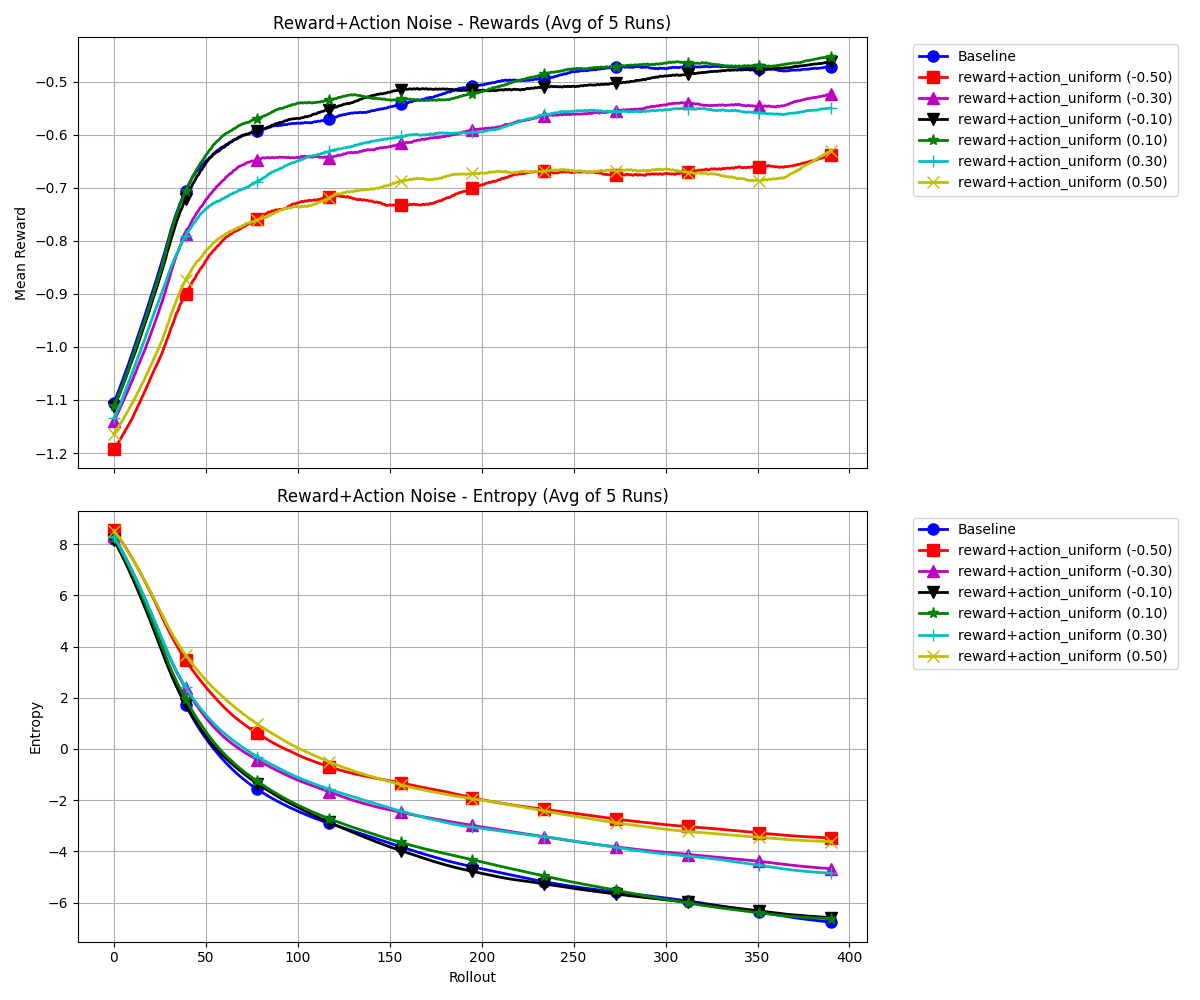 Reward+Action Noise - Rewards (Avg of 5 Runs)
Mean Reward
−0.5
−0.6
−0.7
−0.8
−0.9
−1.0
−1.1
−1.2
Baseline
reward+action_uniform (-0.50)
reward+action_uniform (-0.30)
reward+action_uniform (-0.10)
reward+action_uniform (0.10)
reward+action_uniform (0.30)
reward+action_uniform (0.50)
Reward+Action Noise - Entropy (Avg of 5 Runs)
Entropy
8
6
4
2
0
−2
−4
−6
0 50 100 150 200 250 300 350 400
Rollout
Baseline
reward+action_uniform (-0.50)
reward+action_uniform (-0.30)
reward+action_uniform (-0.10)
reward+action_uniform (0.10)
reward+action_uniform (0.30)
reward+action_uniform (0.50)